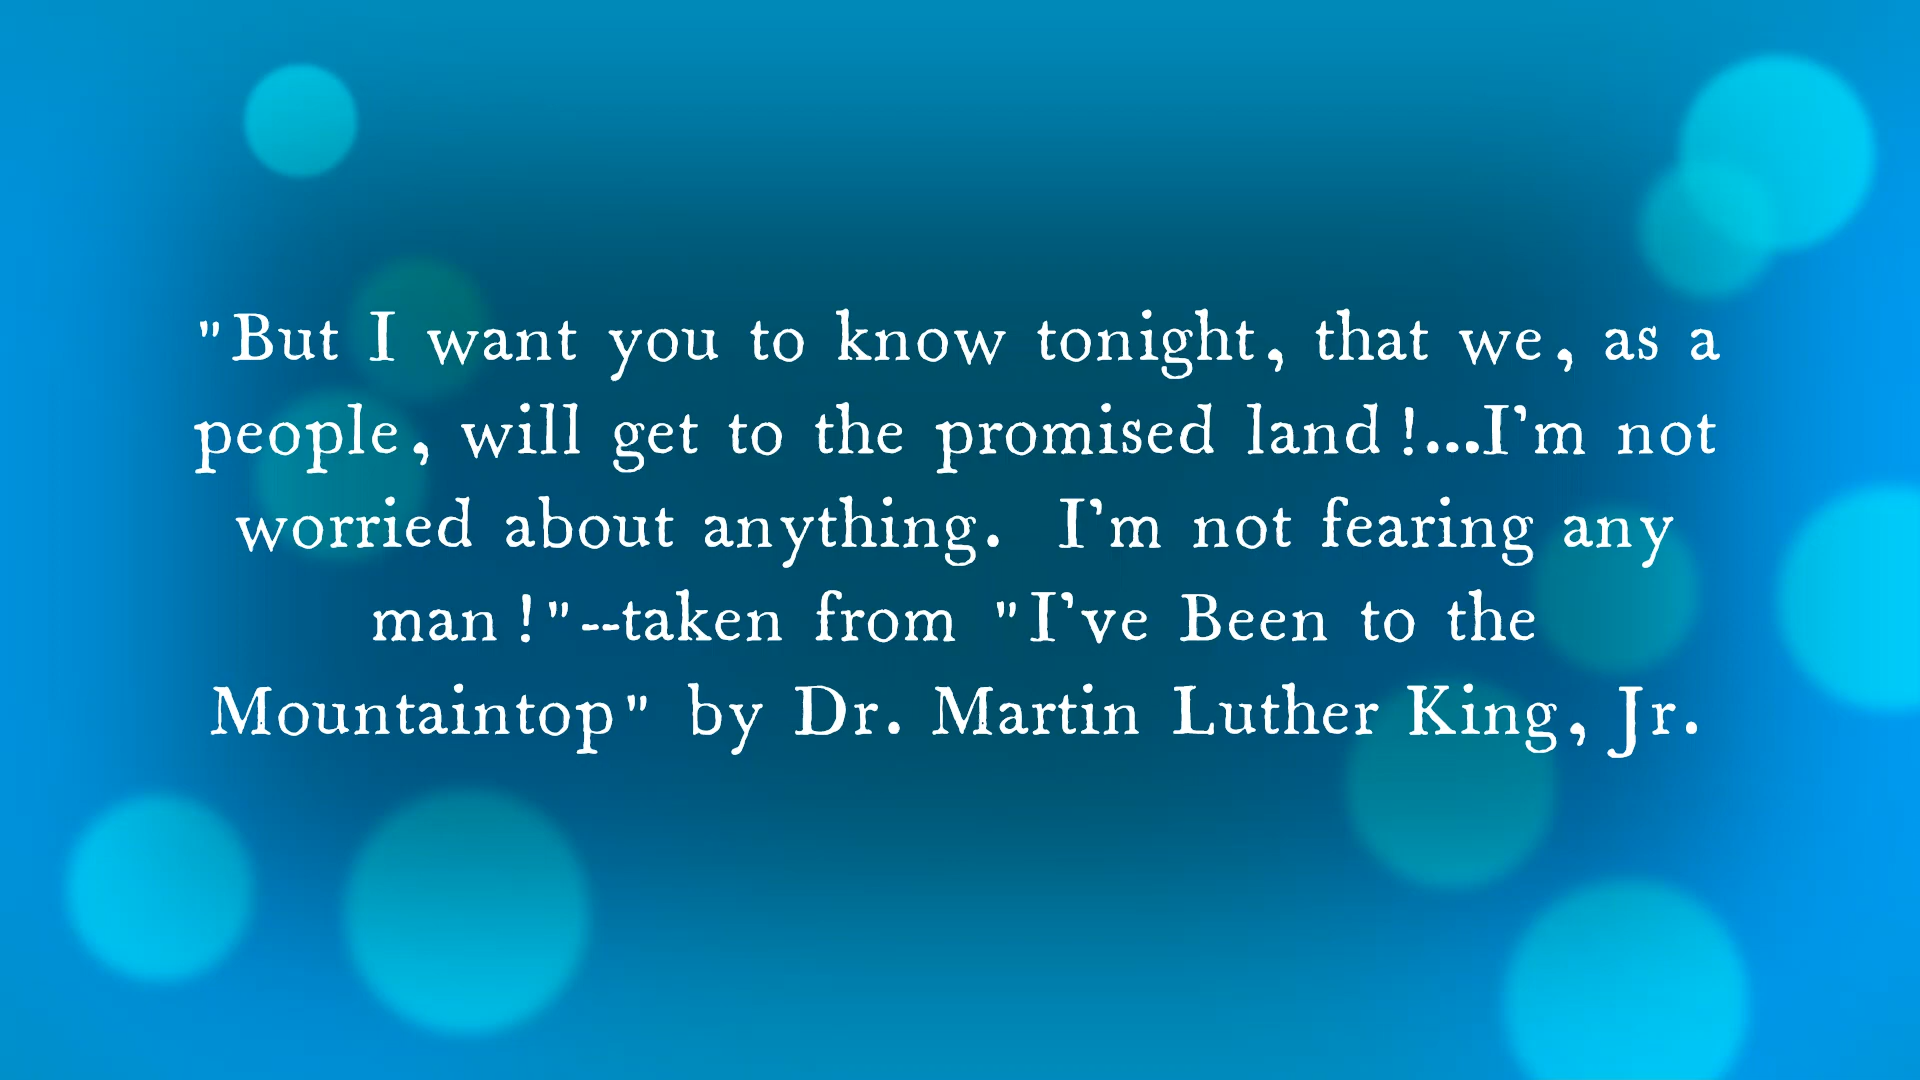 "But I want you to know tonight, that we, as a
people, will get to the promised land!...I'm not
worried about anything.  I'm not fearing any
man!"--taken from "I've Been to the
Mountaintop" by Dr. Martin Luther King, Jr.